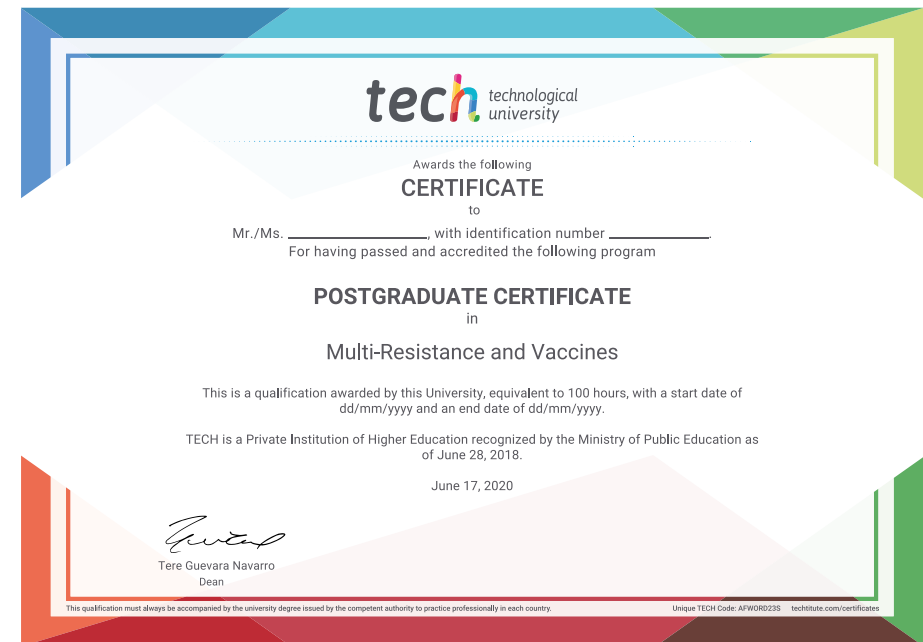 tech technological
university
Awards the following
CERTIFICATE
to
Mr./Ms. ____________________, with identification number ______________.
For having passed and accredited the following program
POSTGRADUATE CERTIFICATE
in
Multi-Resistance and Vaccines
This is a qualification awarded by this University, equivalent to 100 hours, with a start date of
dd/mm/yyyy and an end date of dd/mm/yyyy.
TECH is a Private Institution of Higher Education recognized by the Ministry of Public Education as
of June 28, 2018.
June 17, 2020
Tere Guevara Navarro
Dean
This qualification must always be accompanied by the university degree issued by the competent authority to practice professionally in each country. Unique TECH Code: AFWORD23S techtitute.com/certificates